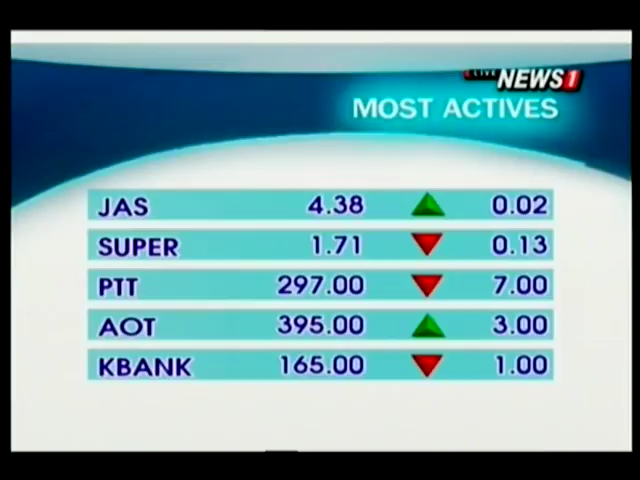 LIVE NEWS1
MOST ACTIVES
JAS 4.38 0.02
SUPER 1.71 0.13
PTT 297.00 7.00
AOT 395.00 3.00
KBANK 165.00 1.00